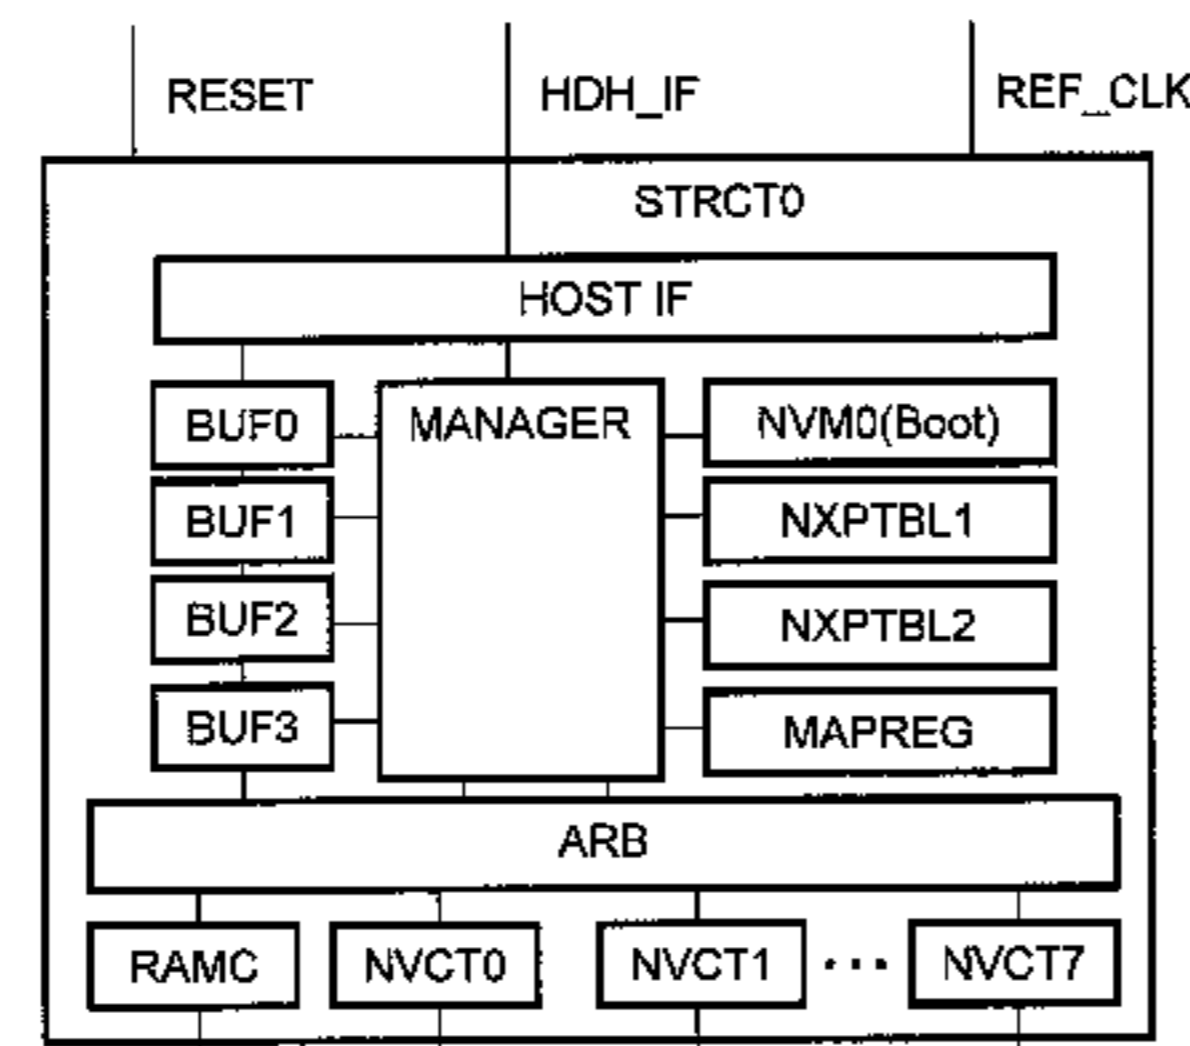 RESET HDH_IF REF_CLK
STRCT0
HOST IF
BUF0 MANAGER NVM0(Boot)
BUF1 NXPTBL1
BUF2 NXPTBL2
BUF3 MAPREG
ARB
RAMC NVCT0 NVCT1 ••• NVCT7